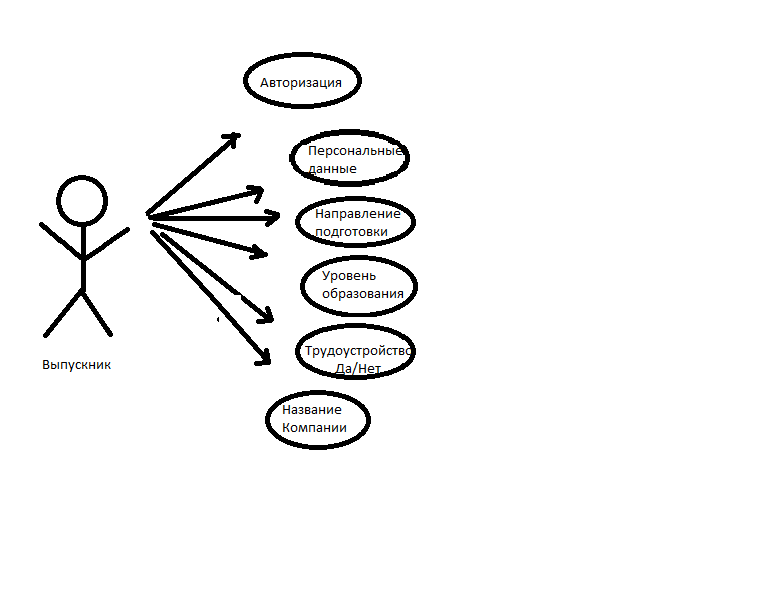 Авторизация
Персональные
данные
Направление
подготовки
Уровень
образования
Трудоустройство
Да/Нет
Выпускник
Название
Компании